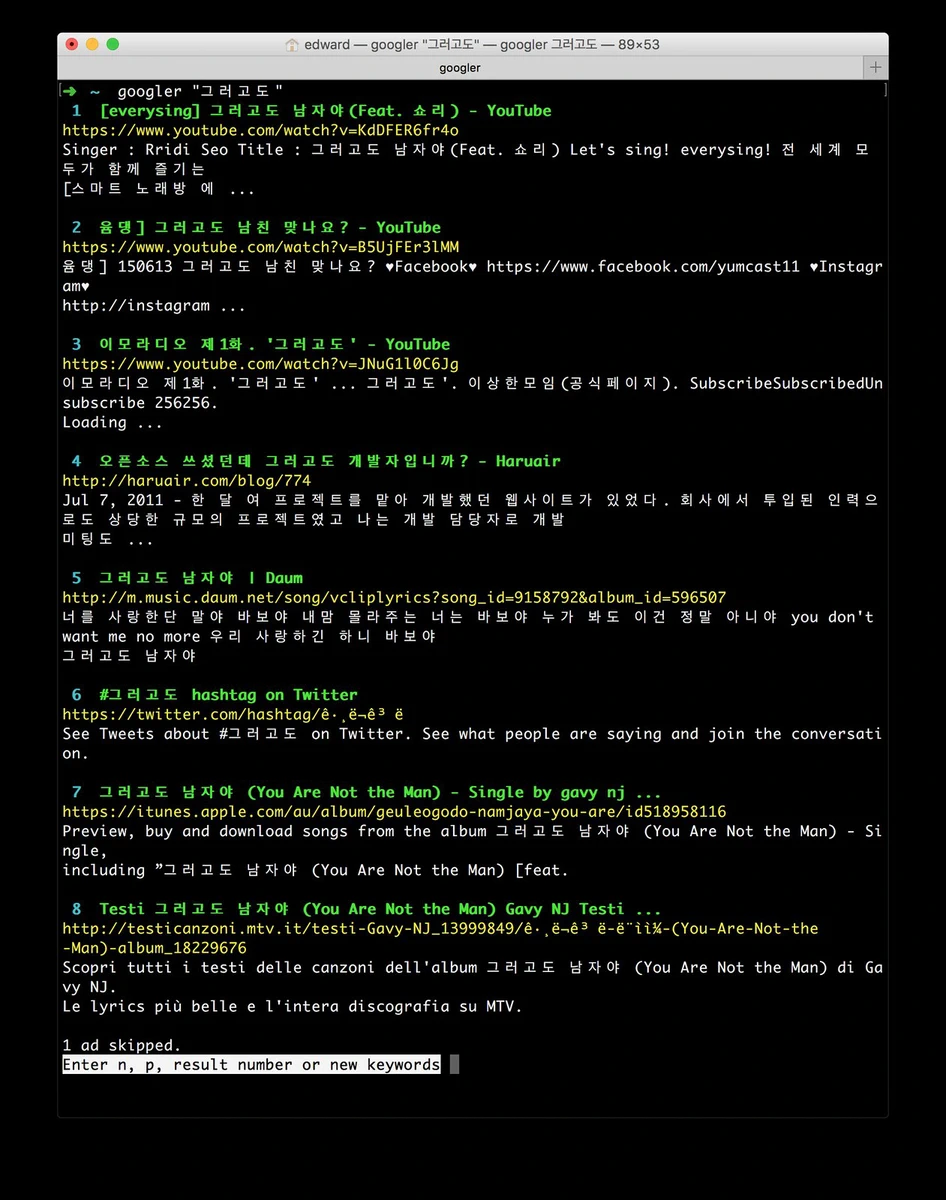 edward — googler "그러고도" — googler 그러고도 — 89×53
googler
➜ ~ googler "그러고도"
1 [everysing] 그러고도 남자야(Feat. 쇼리) - YouTube
https://www.youtube.com/watch?v=KdDFER6fr4o
Singer : Rridi Seo Title : 그러고도 남자야(Feat. 쇼리) Let's sing! everysing! 전 세계 모
두가 함께 즐기는
[스마트 노래방 에 ...
2 윰댕] 그러고도 남친 맞나요? - YouTube
https://www.youtube.com/watch?v=B5UjFEr3lMM
윰댕] 150613 그러고도 남친 맞나요? ♥Facebook♥ https://www.facebook.com/yumcast11 ♥Instagr
am♥
http://instagram ...
3 이모라디오 제1화. '그러고도' - YouTube
https://www.youtube.com/watch?v=JNuG1l0C6Jg
이모라디오 제1화. '그러고도' ... 그러고도'. 이상한모임(공식페이지). SubscribeSubscribedUn
subscribe 256256.
Loading ...
4 오픈소스 쓰셨던데 그러고도 개발자입니까? - Haruair
http://haruair.com/blog/774
Jul 7, 2011 - 한 달 여 프로젝트를 맡아 개발했던 웹사이트가 있었다. 회사에서 투입된 인력으
로도 상당한 규모의 프로젝트였고 나는 개발 담당자로 개발
미팅도 ...
5 그러고도 남자야 | Daum
http://m.music.daum.net/song/vcliplyrics?song_id=9158792&album_id=596507
너를 사랑한단 말야 바보야 내맘 몰라주는 너는 바보야 누가 봐도 이건 정말 아니야 you don't
want me no more 우리 사랑하긴 하니 바보야
그러고도 남자야
6 #그러고도 hashtag on Twitter
https://twitter.com/hashtag/ê·¸ë¬ê³ ë
See Tweets about #그러고도 on Twitter. See what people are saying and join the conversati
on.
7 그러고도 남자야 (You Are Not the Man) - Single by gavy nj ...
https://itunes.apple.com/au/album/geuleogodo-namjaya-you-are/id518958116
Preview, buy and download songs from the album 그러고도 남자야 (You Are Not the Man) - Si
ngle,
including ”그러고도 남자야 (You Are Not the Man) [feat.
8 Testi 그러고도 남자야 (You Are Not the Man) Gavy NJ Testi ...
http://testicanzoni.mtv.it/testi-Gavy-NJ_13999849/ê·¸ë¬ê³ ë-ë¨ìì¼-(You-Are-Not-the
-Man)-album_18229676
Scopri tutti i testi delle canzoni dell'album 그러고도 남자야 (You Are Not the Man) di Ga
vy NJ.
Le lyrics più belle e l'intera discografia su MTV.
1 ad skipped.
Enter n, p, result number or new keywords